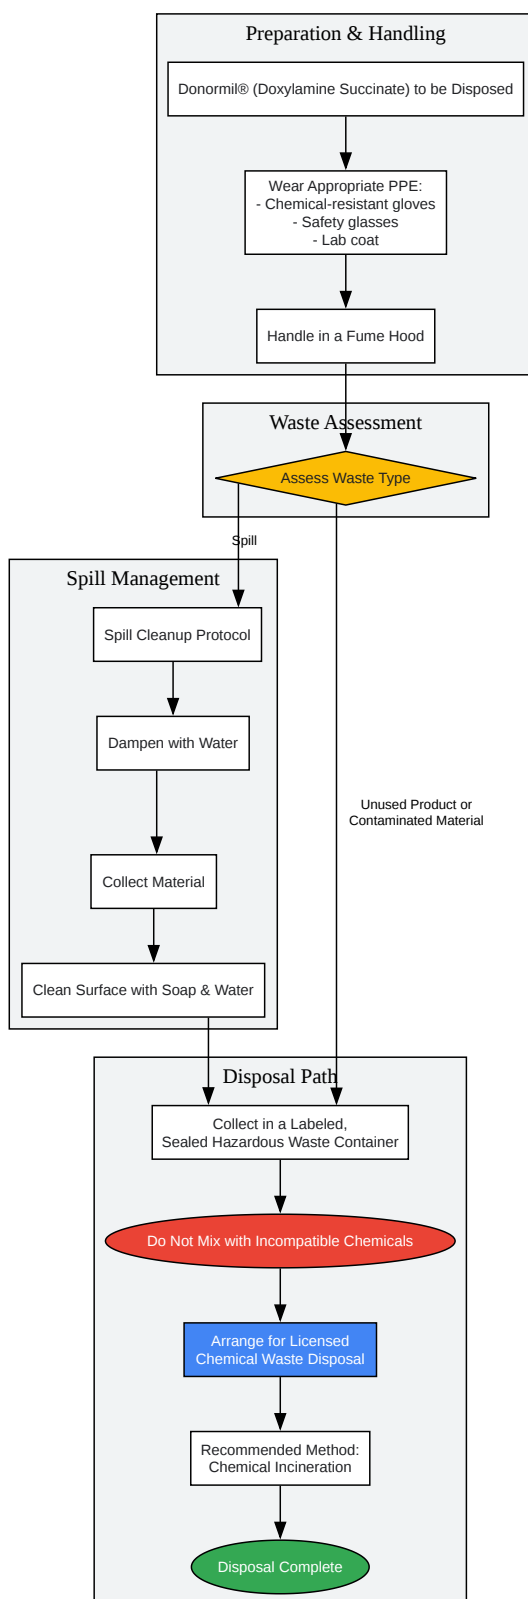 Preparation & Handling
Donormil® (Doxylamine Succinate) to be Disposed
Wear Appropriate PPE:
- Chemical-resistant gloves
- Safety glasses
- Lab coat
Handle in a Fume Hood
Waste Assessment
Assess Waste Type
Spill
Spill Management
Spill Cleanup Protocol
Dampen with Water
Unused Product or
Contaminated Material
Collect Material
Clean Surface with Soap & Water
Disposal Path
Collect in a Labeled,
Sealed Hazardous Waste Container
Do Not Mix with Incompatible Chemicals
Arrange for Licensed
Chemical Waste Disposal
Recommended Method:
Chemical Incineration
Disposal Complete